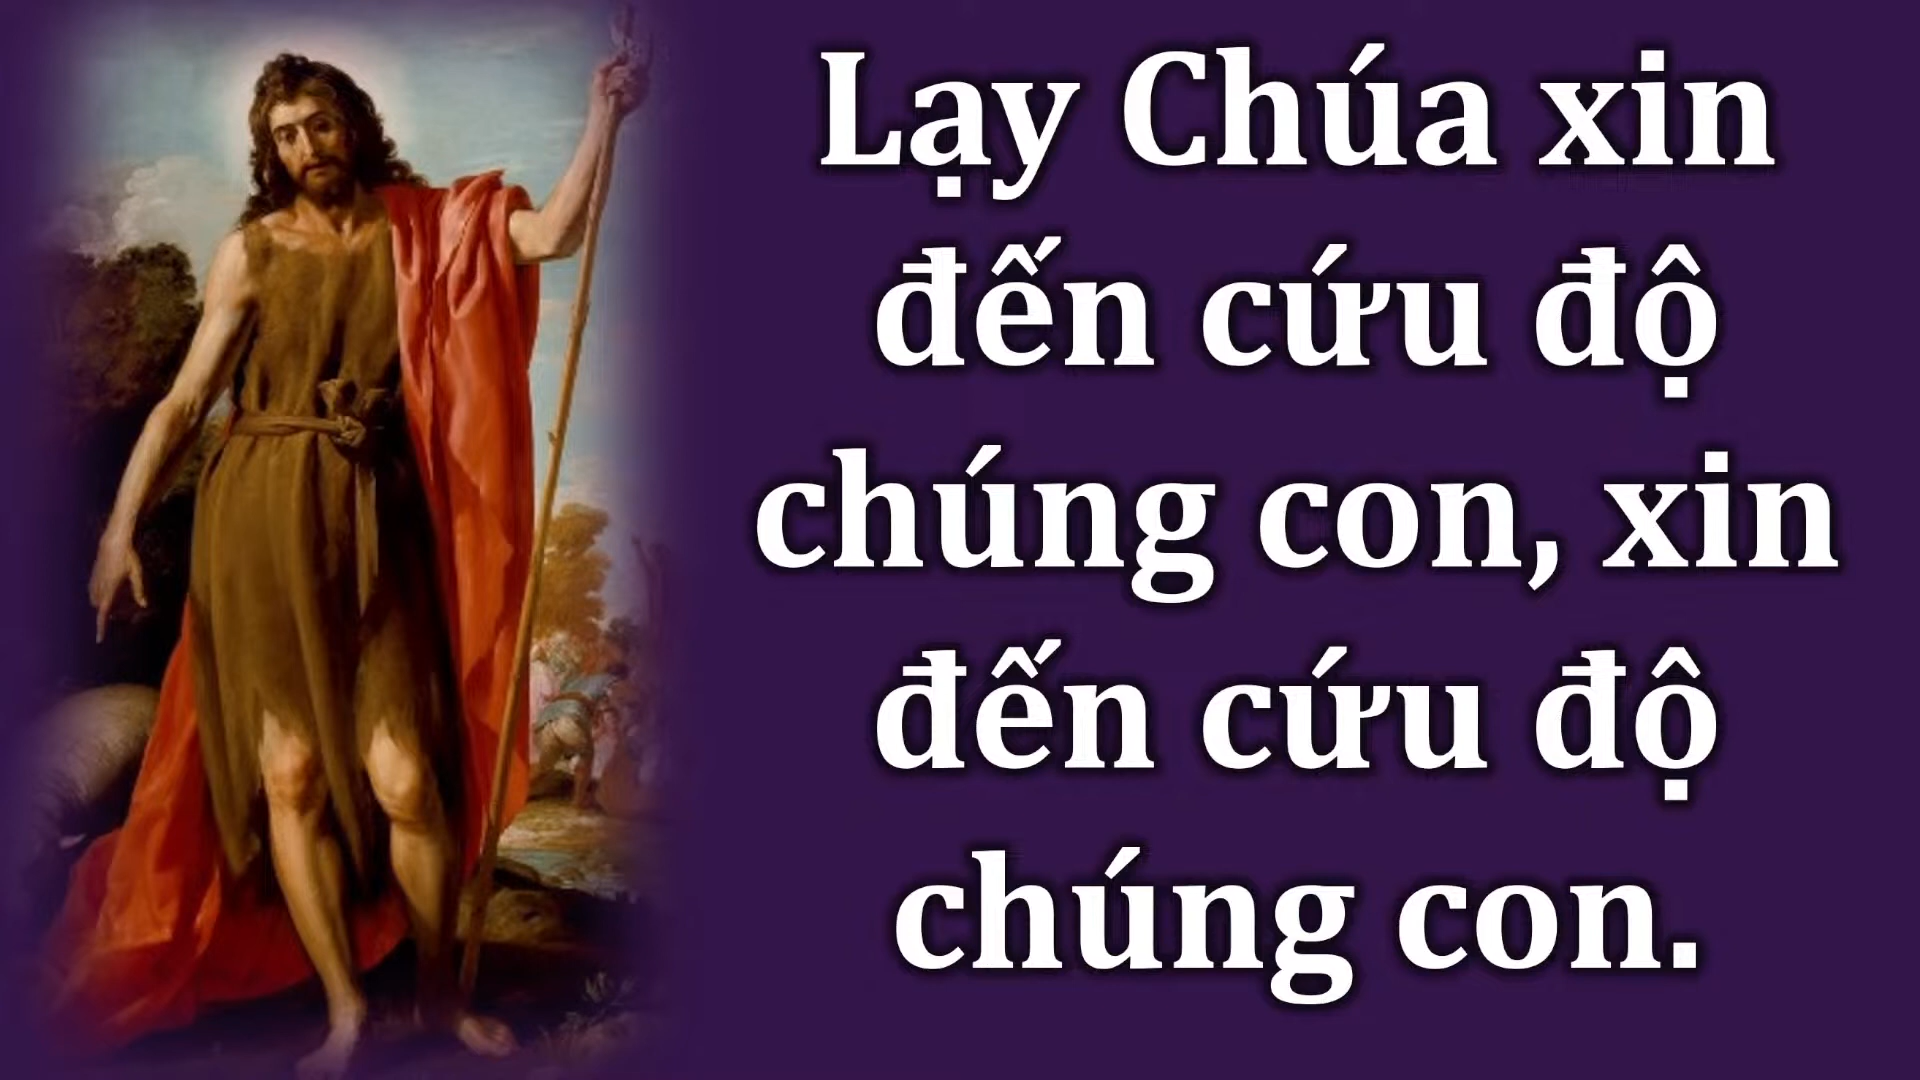 Lạy Chúa xin
đến cứu độ
chúng con, xin
đến cứu độ
chúng con.